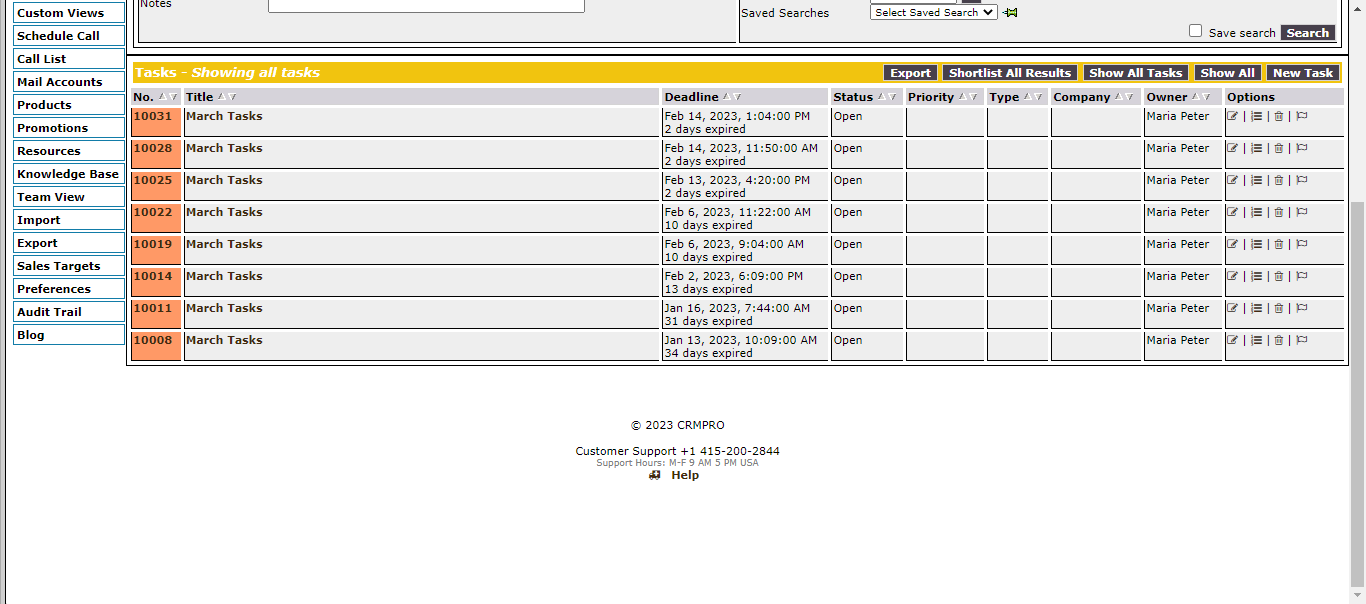 Custom Views
Schedule Call
Call List
Mail Accounts
Products
Promotions
Resources
Knowledge Base
Team View
Import
Export
Sales Targets
Preferences
Audit Trail
Blog
Notes
Saved Searches
Select Saved Search
Save search
Search
Tasks - Showing all tasks
Export
Shortlist All Results
Show All Tasks
Show All
New Task
No. Title Deadline Status Priority Type Company Owner Options
10031 March Tasks Feb 14, 2023, 1:04:00 PM Open Maria Peter
2 days expired
10028 March Tasks Feb 14, 2023, 11:50:00 AM Open Maria Peter
2 days expired
10025 March Tasks Feb 13, 2023, 4:20:00 PM Open Maria Peter
2 days expired
10022 March Tasks Feb 6, 2023, 11:22:00 AM Open Maria Peter
10 days expired
10019 March Tasks Feb 6, 2023, 9:04:00 AM Open Maria Peter
10 days expired
10014 March Tasks Feb 2, 2023, 6:09:00 PM Open Maria Peter
13 days expired
10011 March Tasks Jan 16, 2023, 7:44:00 AM Open Maria Peter
31 days expired
10008 March Tasks Jan 13, 2023, 10:09:00 AM Open Maria Peter
34 days expired
© 2023 CRMPRO
Customer Support +1 415-200-2844
Support Hours: M-F 9 AM 5 PM USA
Help